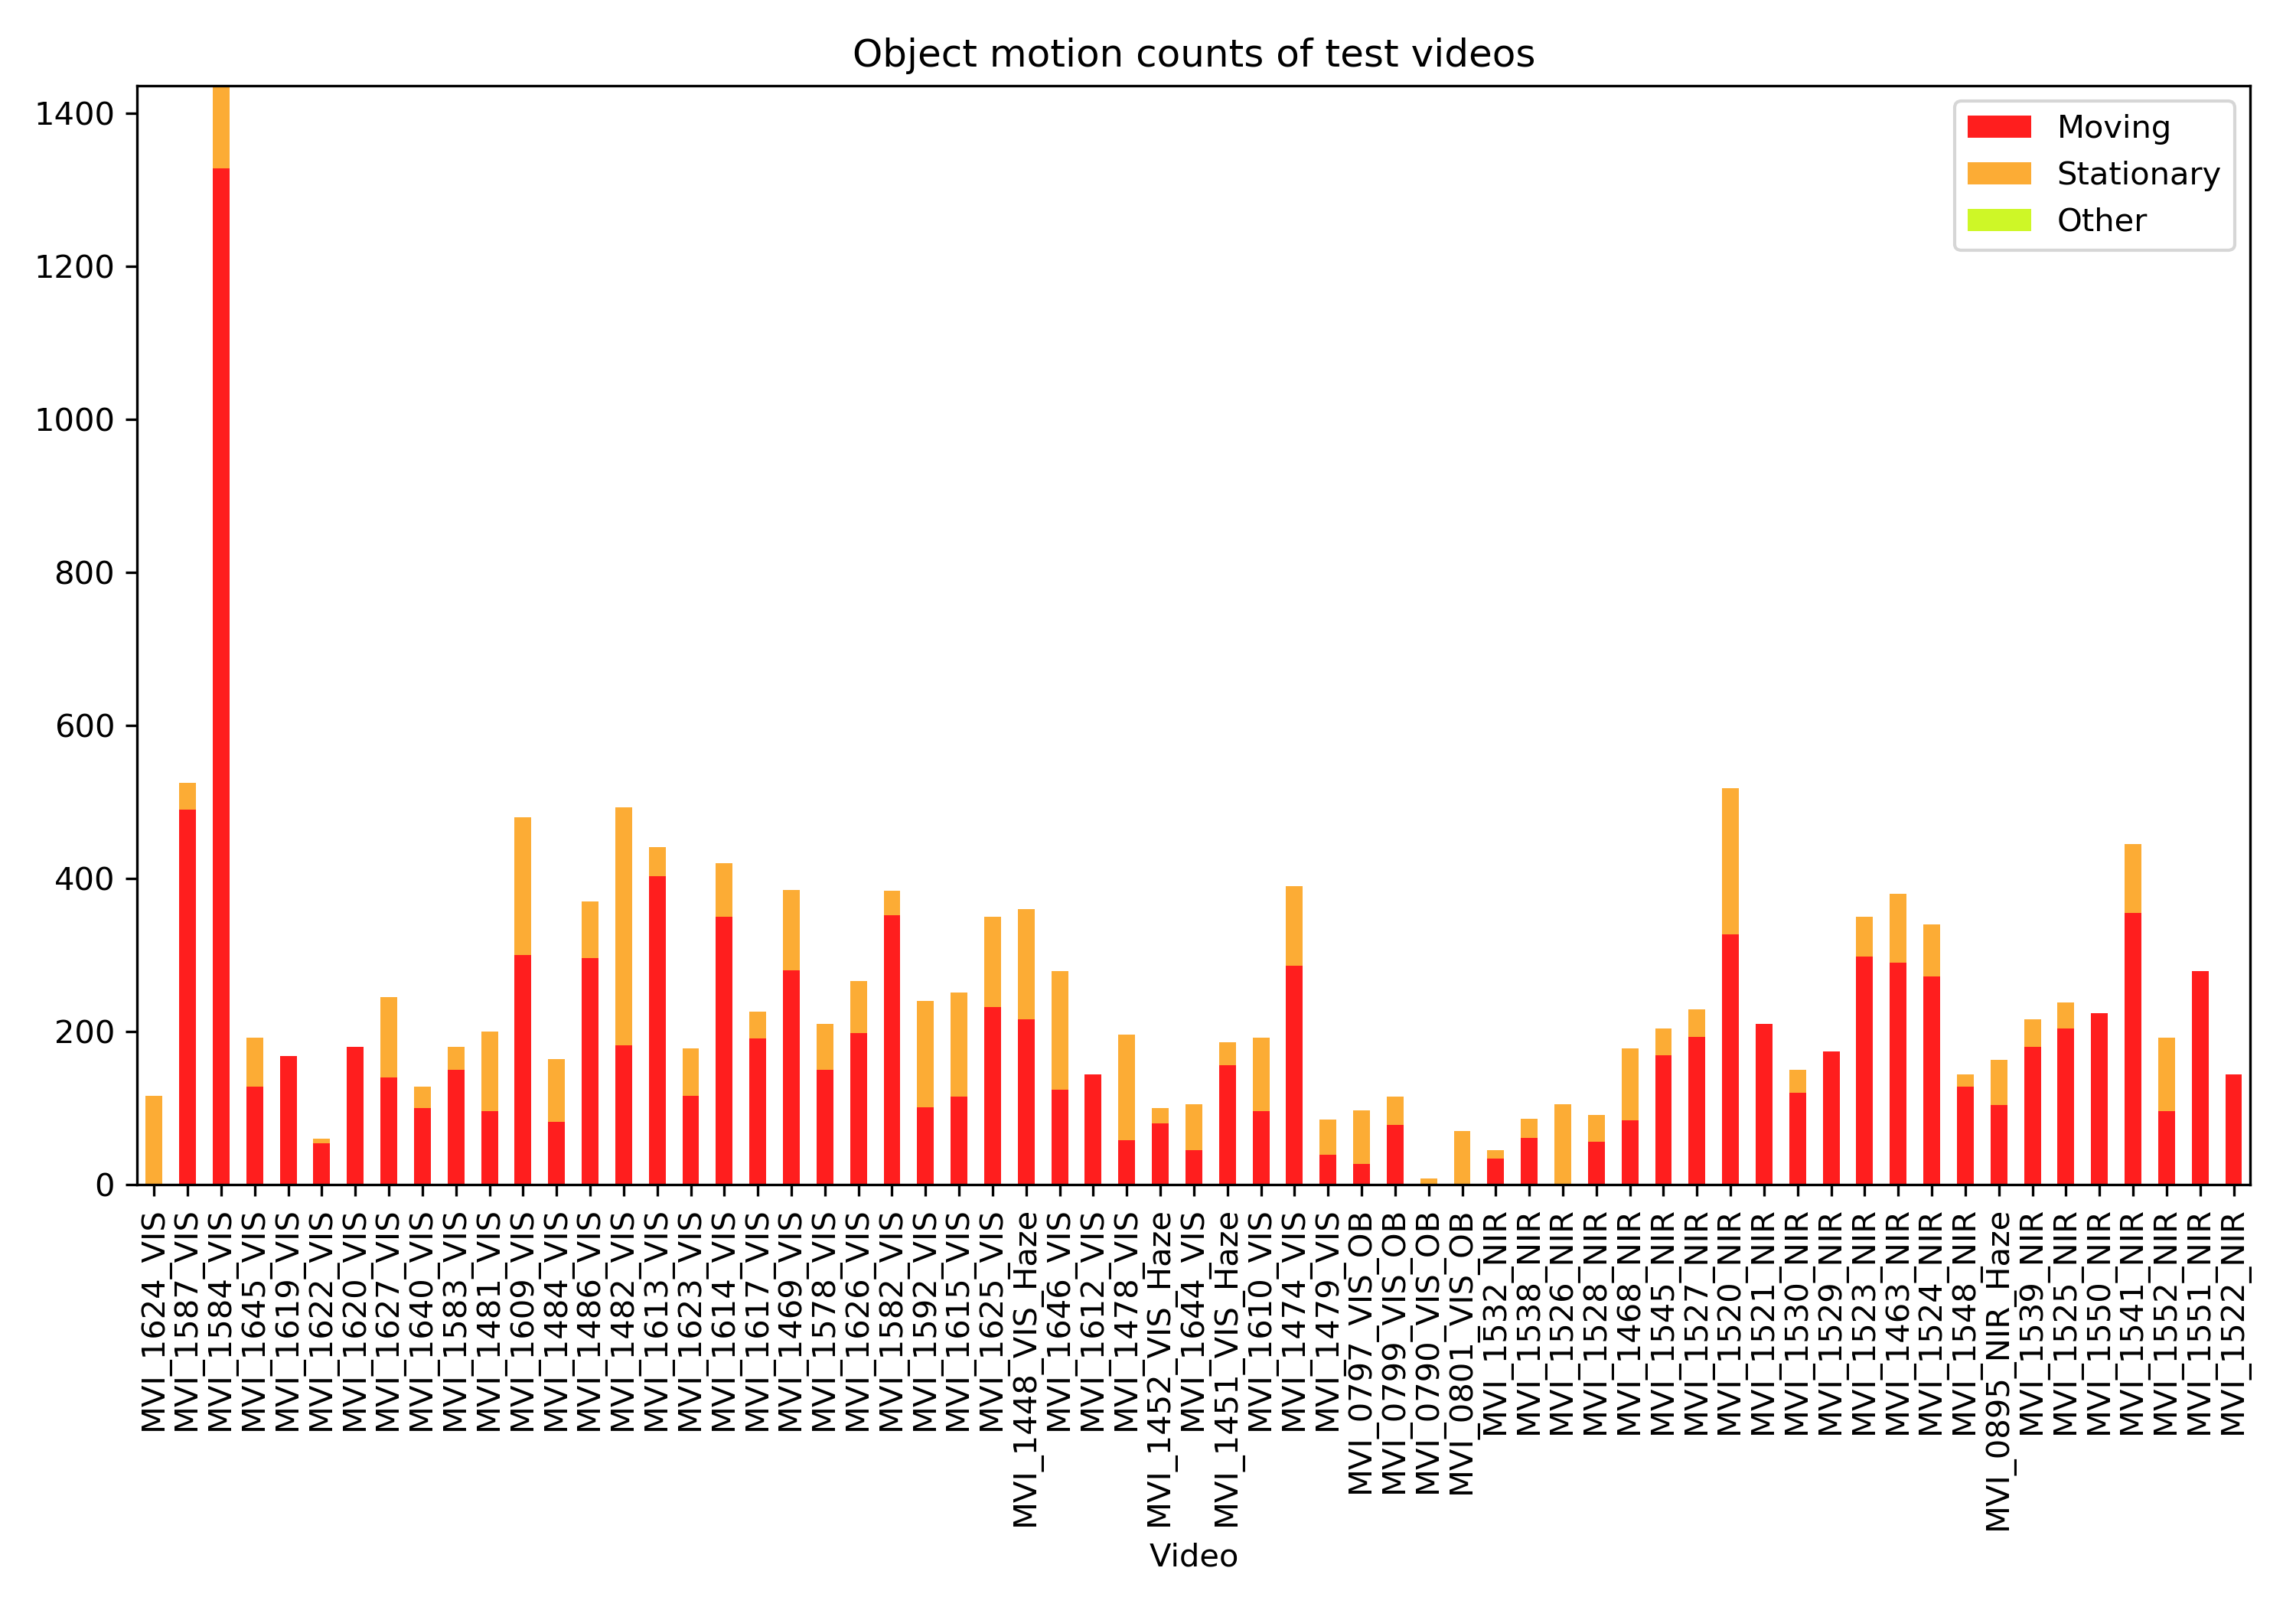 Object motion counts of test videos
1400
1200
1000
800
600
400
200
0
Moving
Stationary
Other
MVI_1624_VIS
MVI_1587_VIS
MVI_1584_VIS
MVI_1645_VIS
MVI_1619_VIS
MVI_1622_VIS
MVI_1620_VIS
MVI_1627_VIS
MVI_1640_VIS
MVI_1583_VIS
MVI_1481_VIS
MVI_1609_VIS
MVI_1484_VIS
MVI_1486_VIS
MVI_1482_VIS
MVI_1613_VIS
MVI_1623_VIS
MVI_1614_VIS
MVI_1617_VIS
MVI_1469_VIS
MVI_1578_VIS
MVI_1626_VIS
MVI_1582_VIS
MVI_1592_VIS
MVI_1615_VIS
MVI_1625_VIS
MVI_1448_VIS_Haze
MVI_1646_VIS
MVI_1612_VIS
MVI_1478_VIS
MVI_1452_VIS_Haze
MVI_1644_VIS
MVI_1451_VIS_Haze
MVI_1610_VIS
MVI_1474_VIS
MVI_1479_VIS
MVI_0797_VIS_OB
MVI_0799_VIS_OB
MVI_0790_VIS_OB
MVI_0801_VIS_OB
MVI_1532_NIR
MVI_1538_NIR
MVI_1526_NIR
MVI_1528_NIR
MVI_1468_NIR
MVI_1545_NIR
MVI_1527_NIR
MVI_1520_NIR
MVI_1521_NIR
MVI_1530_NIR
MVI_1529_NIR
MVI_1523_NIR
MVI_1463_NIR
MVI_1524_NIR
MVI_1548_NIR
MVI_0895_NIR_Haze
MVI_1539_NIR
MVI_1525_NIR
MVI_1550_NIR
MVI_1541_NIR
MVI_1552_NIR
MVI_1551_NIR
MVI_1522_NIR
Video